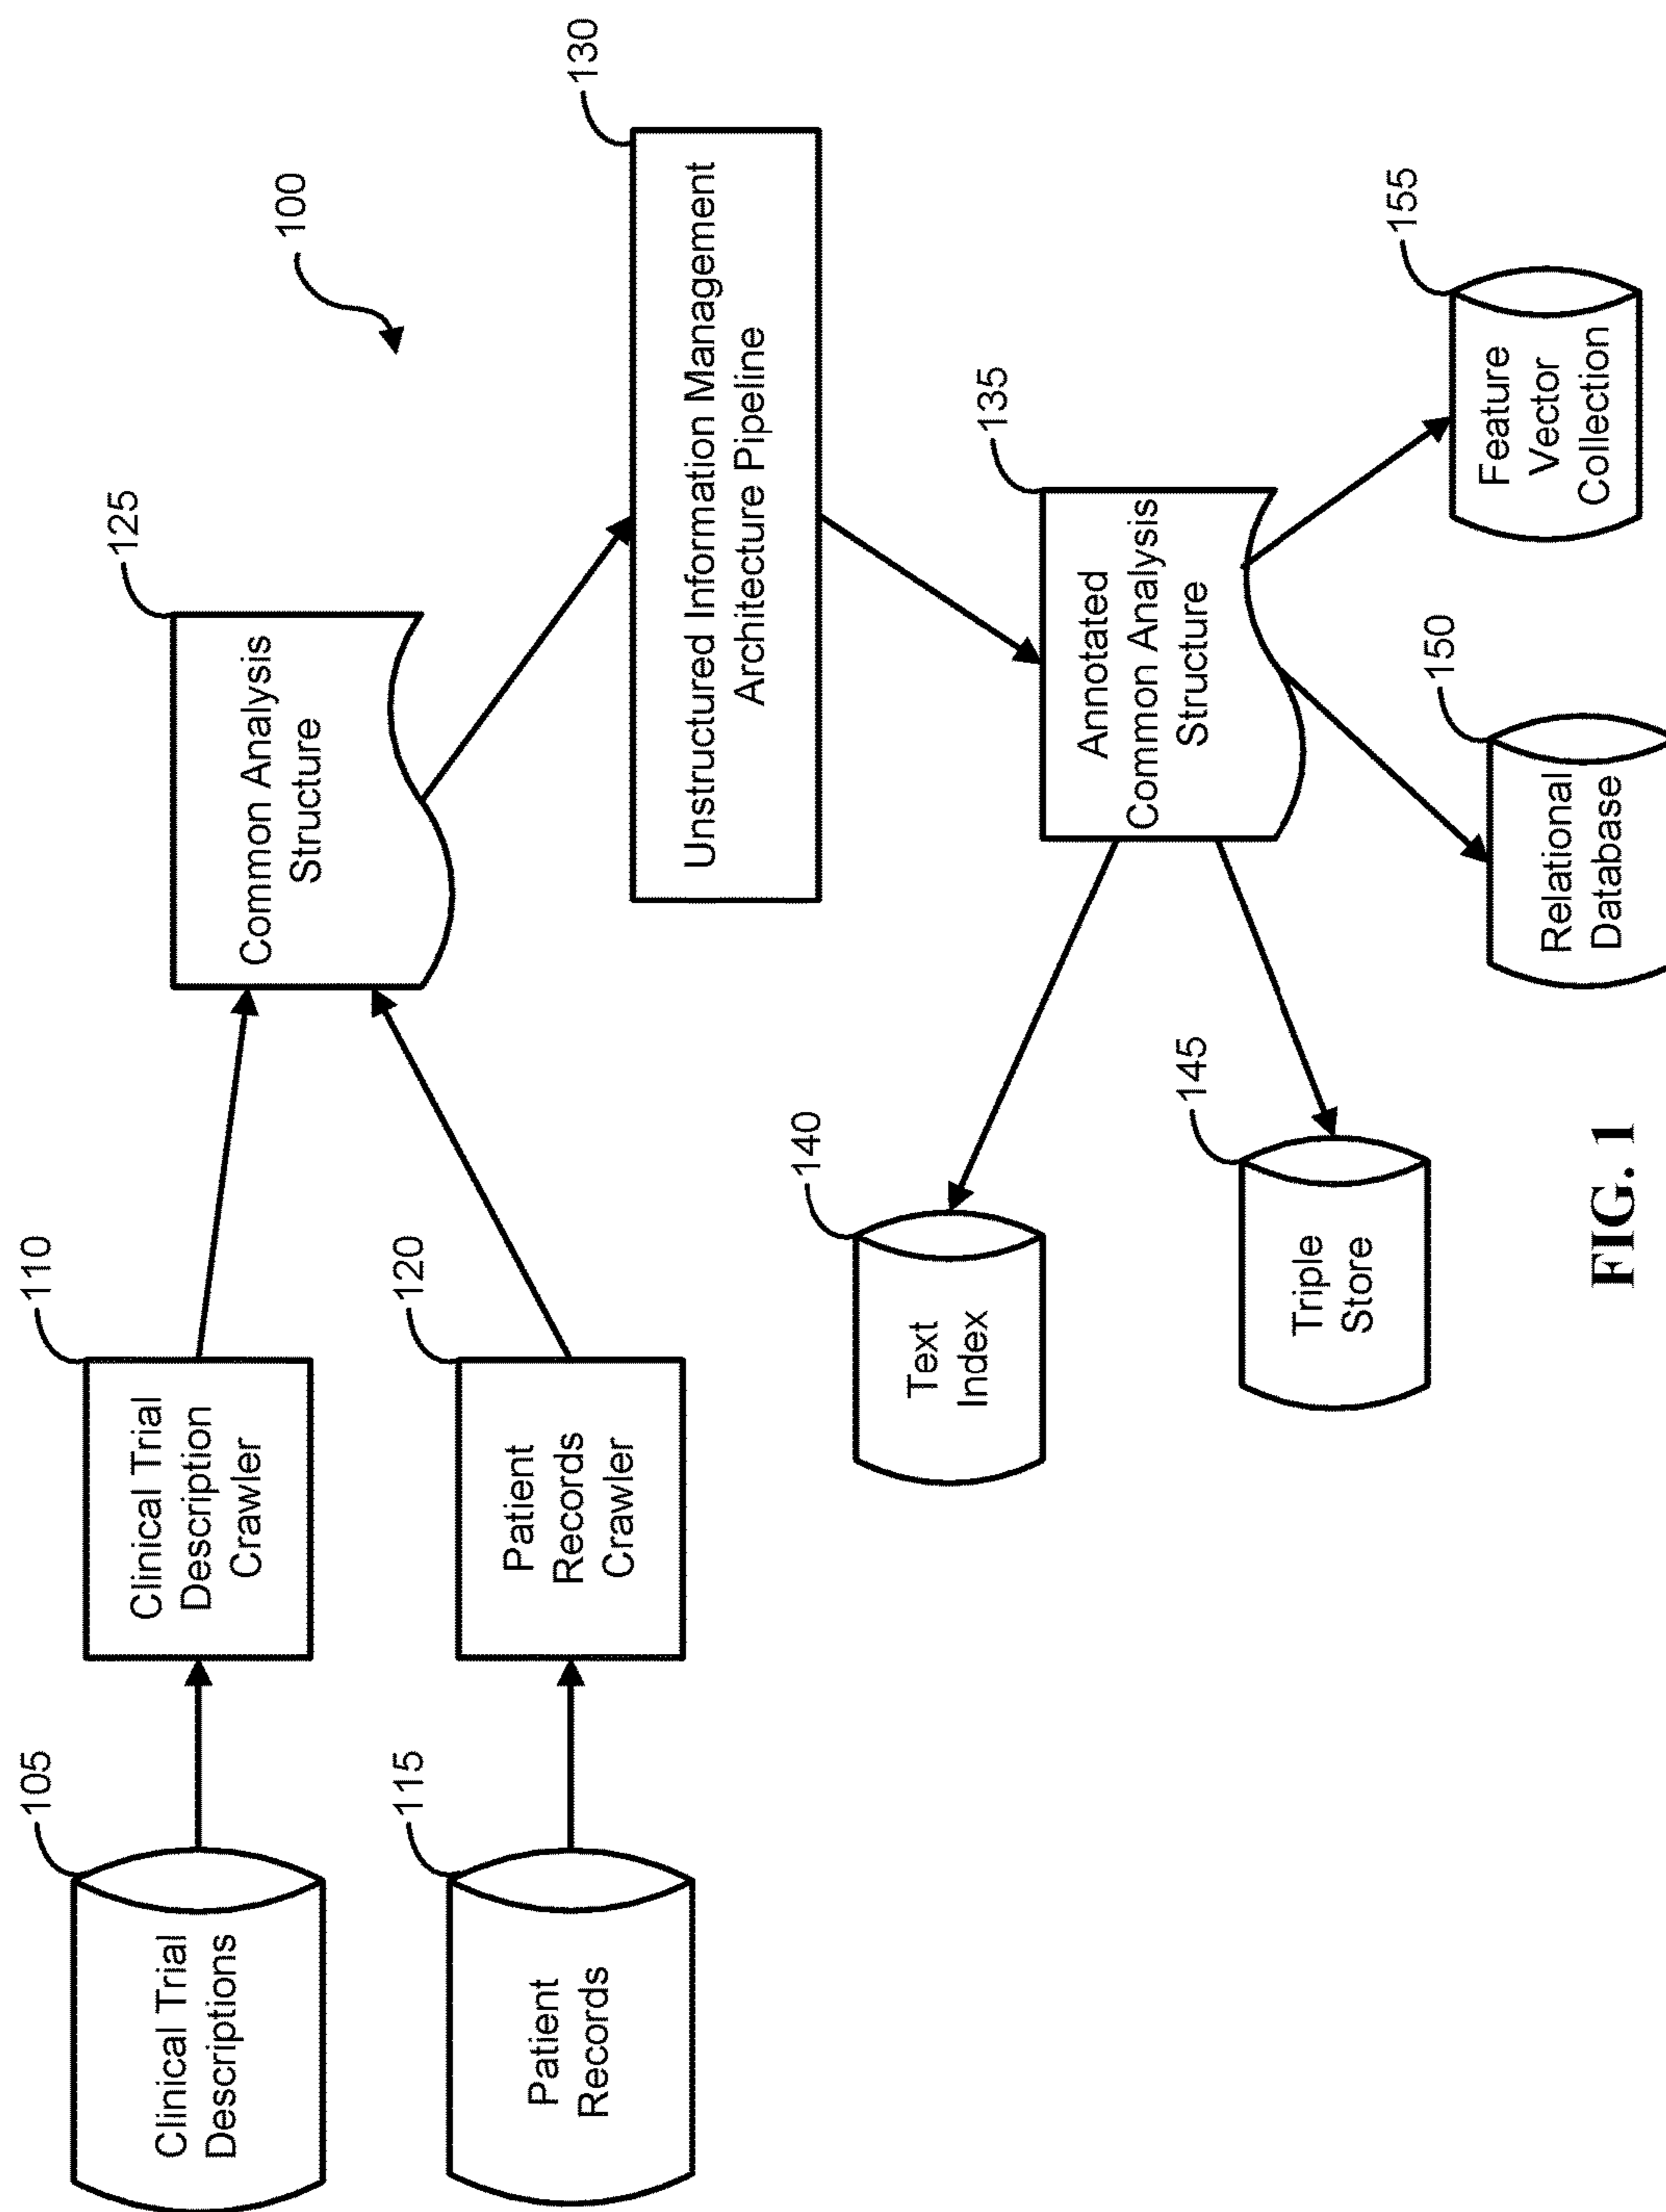 100
105
Clinical Trial
Descriptions
110
Clinical Trial
Description
Crawler
115
Patient
Records
120
Patient
Records
Crawler
125
Common Analysis
Structure
130
Unstructured Information Management
Architecture Pipeline
135
Annotated
Common Analysis
Structure
140
Text
Index
145
Triple
Store
150
Relational
Database
155
Feature
Vector
Collection
FIG. 1